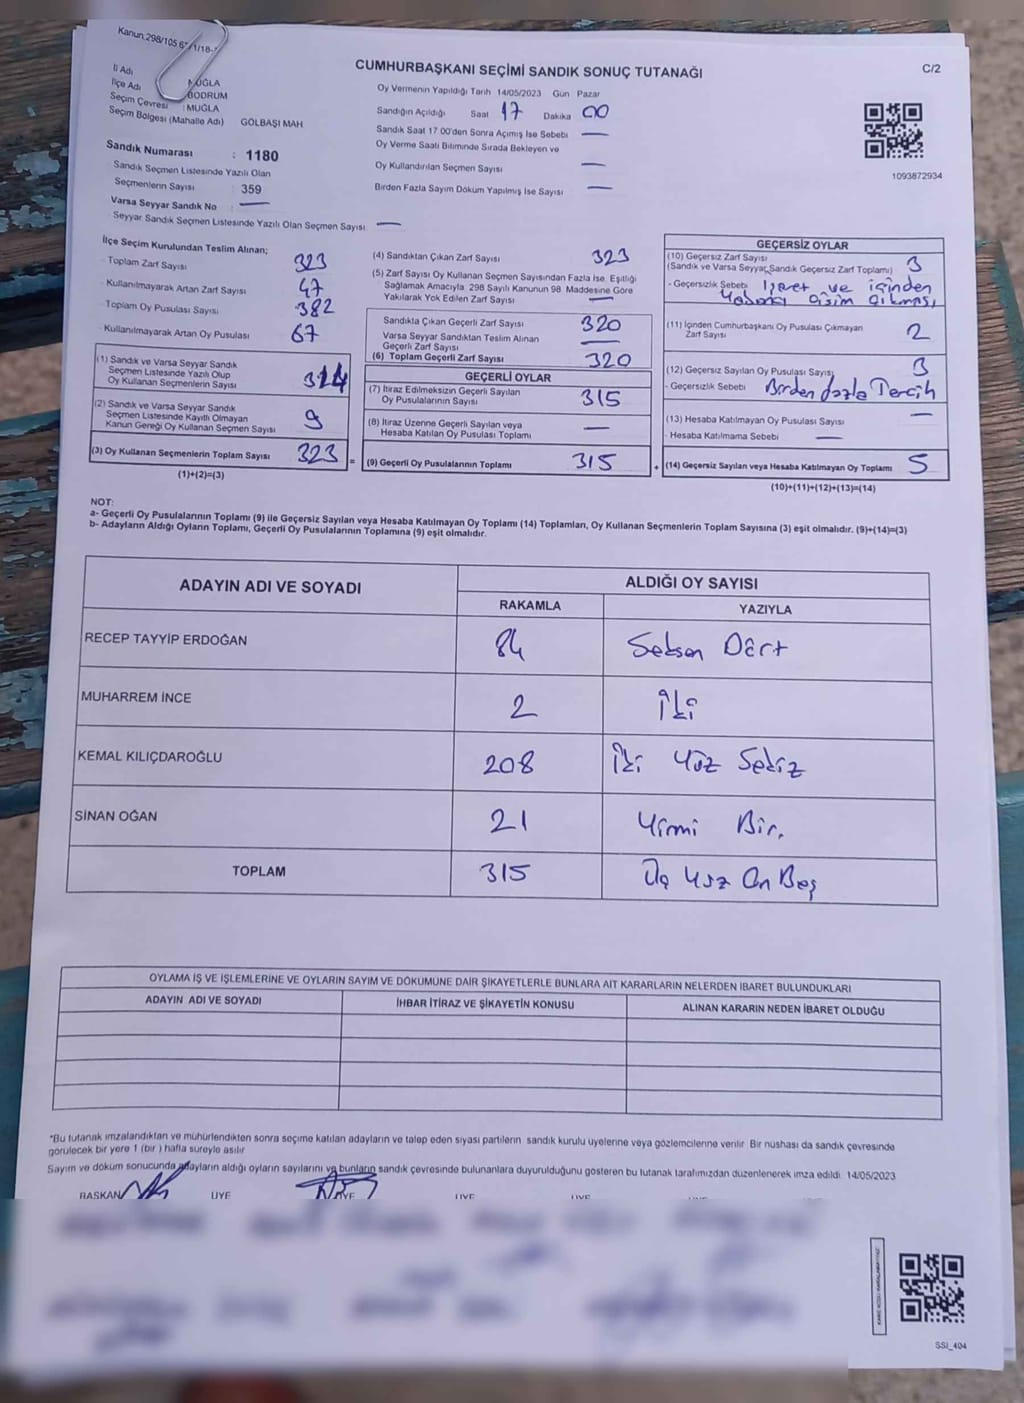 Kanun 298/105 6
C/2
CUMHURBAŞKANI SEÇİMİ SANDIK SONUÇ TUTANAĞI
İl Adı MUĞLA
İlçe Adı BODRUM
Seçim Çevresi : MUĞLA
Seçim Bölgesi (Mahalle Adı) GÖLBAŞI MAH
Oy Vermenin Yapıldığı Tarih 14/05/2023 Gün Pazar
Sandığın Açıldığı Saat 17 Dakika 00
Sandık Saat 17 00'den Sonra Açımış İse Sebebi —
Oy Verme Saati Bitiminde Sırada Bekleyen ve
Oy Kullandırılan Seçmen Sayısı —
Birden Fazla Sayım Döküm Yapılmış İse Sayısı —
1093872934
Sandık Numarası : 1180
Sandık Seçmen Listesinde Yazılı Olan
Seçmenlerin Sayısı : 359
Varsa Seyyar Sandık No : —
Seyyar Sandık Seçmen Listesinde Yazılı Olan Seçmen Sayısı —
İlçe Seçim Kurulundan Teslim Alınan;
- Toplam Zarf Sayısı 323
- Kullanılmayarak Artan Zarf Sayısı 47
- Toplam Oy Pusulası Sayısı 382
- Kullanılmayarak Artan Oy Pusulası 67
(1) Sandık ve Varsa Seyyar Sandık
Seçmen Listesinde Yazılı Olup
Oy Kullanan Seçmenlerin Sayısı 314
(2) Sandık ve Varsa Seyyar Sandık
Seçmen Listesinde Kayıtlı Olmayan
Kanun Gereği Oy Kullanan Seçmen Sayısı 9
(3) Oy Kullanan Seçmenlerin Toplam Sayısı 323 =
(1)+(2)=(3)
(4) Sandıktan Çıkan Zarf Sayısı 323
(5) Zarf Sayısı Oy Kullanan Seçmen Sayısından Fazla İse Eşitliği
Sağlamak Amacıyla 298 Sayılı Kanunun 98 Maddesine Göre
Yakılarak Yok Edilen Zarf Sayısı —
Sandıkta Çıkan Geçerli Zarf Sayısı 320
Varsa Seyyar Sandıktan Teslim Alınan
Geçerli Zarf Sayısı —
(6) Toplam Geçerli Zarf Sayısı 320
GEÇERLİ OYLAR
(7) İtiraz Edilmeksizin Geçerli Sayılan
Oy Pusulalarının Sayısı 315
(8) İtiraz Üzerine Geçerli Sayılan veya
Hesaba Katılan Oy Pusulası Toplamı —
(9) Geçerli Oy Pusulalarının Toplamı 315 +
GEÇERSİZ OYLAR
(10) Geçersiz Zarf Sayısı
(Sandık ve Varsa Seyyar Sandık Geçersiz Zarf Toplamı) 3
- Geçersizlik Sebebi İşaret ve içinden
Yabancı cisim çıkması
(11) İçinden Cumhurbaşkanı Oy Pusulası Çıkmayan
Zarf Sayısı 2
(12) Geçersiz Sayılan Oy Pusulası Sayısı 3
- Geçersizlik Sebebi Birden fazla Tercih
(13) Hesaba Katılmayan Oy Pusulası Sayısı —
- Hesaba Katılmama Sebebi —
(14) Geçersiz Sayılan veya Hesaba Katılmayan Oy Toplamı 5
(10)+(11)+(12)+(13)=(14)
NOT:
a- Geçerli Oy Pusulalarının Toplamı (9) ile Geçersiz Sayılan veya Hesaba Katılmayan Oy Toplamı (14) Toplamları, Oy Kullanan Seçmenlerin Toplam Sayısına (3) eşit olmalıdır. (9)+(14)=(3)
b- Adayların Aldığı Oyların Toplamı, Geçerli Oy Pusulalarının Toplamına (9) eşit olmalıdır.
ADAYIN ADI VE SOYADI ALDIĞI OY SAYISI
RAKAMLA YAZIYLA
RECEP TAYYİP ERDOĞAN 84 Seksen Dört
MUHARREM İNCE 2 İki
KEMAL KILIÇDAROĞLU 208 İki Yüz Sekiz
SİNAN OĞAN 21 Yirmi Bir.
TOPLAM 315 Üç Yüz On Beş
OYLAMA İŞ VE İŞLEMLERİNE VE OYLARIN SAYIM VE DÖKÜMÜNE DAİR ŞİKAYETLERLE BUNLARA AİT KARARLARIN NELERDEN İBARET BULUNDUKLARI
ADAYIN ADI VE SOYADI İHBAR İTİRAZ VE ŞİKAYETİN KONUSU ALINAN KARARIN NEDEN İBARET OLDUĞU
*Bu tutanak imzalandıktan ve mühürlendikten sonra seçime katılan adayların ve talep eden siyasi partilerin sandık kurulu üyelerine veya gözlemcilerine verilir Bir nüshası da sandık çevresinde
görülecek bir yere 1 (bir) hafta süreyle asılır
Sayım ve döküm sonucunda adayların aldığı oyların sayılarını ve bunların sandık çevresinde bulunanlara duyurulduğunu gösteren bu tutanak tarafımızdan düzenlenerek imza edildi 14/05/2023
BAŞKAN ÜYE ÜYE ÜYE ÜYE
SSI_404